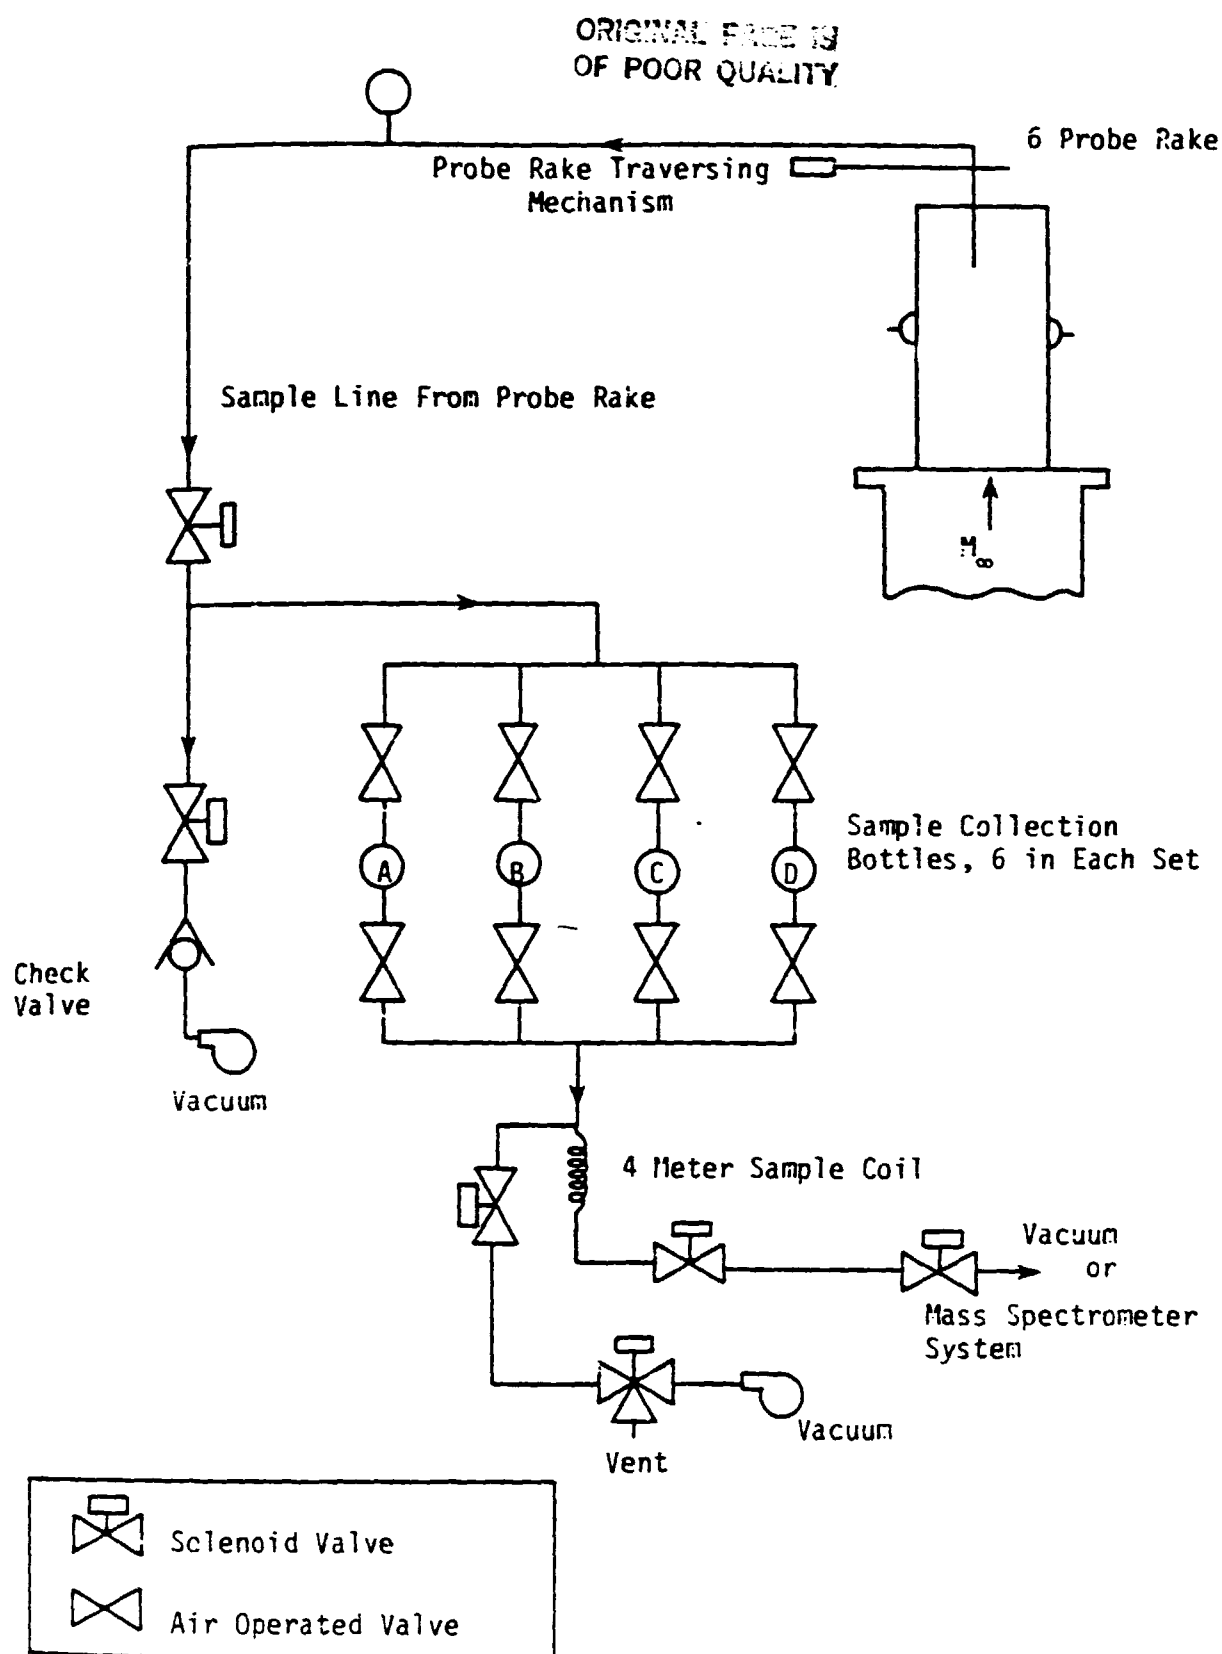 ORIGINAL PAGE IS
OF POOR QUALITY
6 Probe Rake
Probe Rake Traversing
Mechanism
Sample Line From Probe Rake
M∞
A
B
C
D
Sample Collection
Bottles, 6 in Each Set
Check
Valve
Vacuum
4 Meter Sample Coil
Vacuum
or
Mass Spectrometer
System
Vacuum
Vent
Solenoid Valve
Air Operated Valve